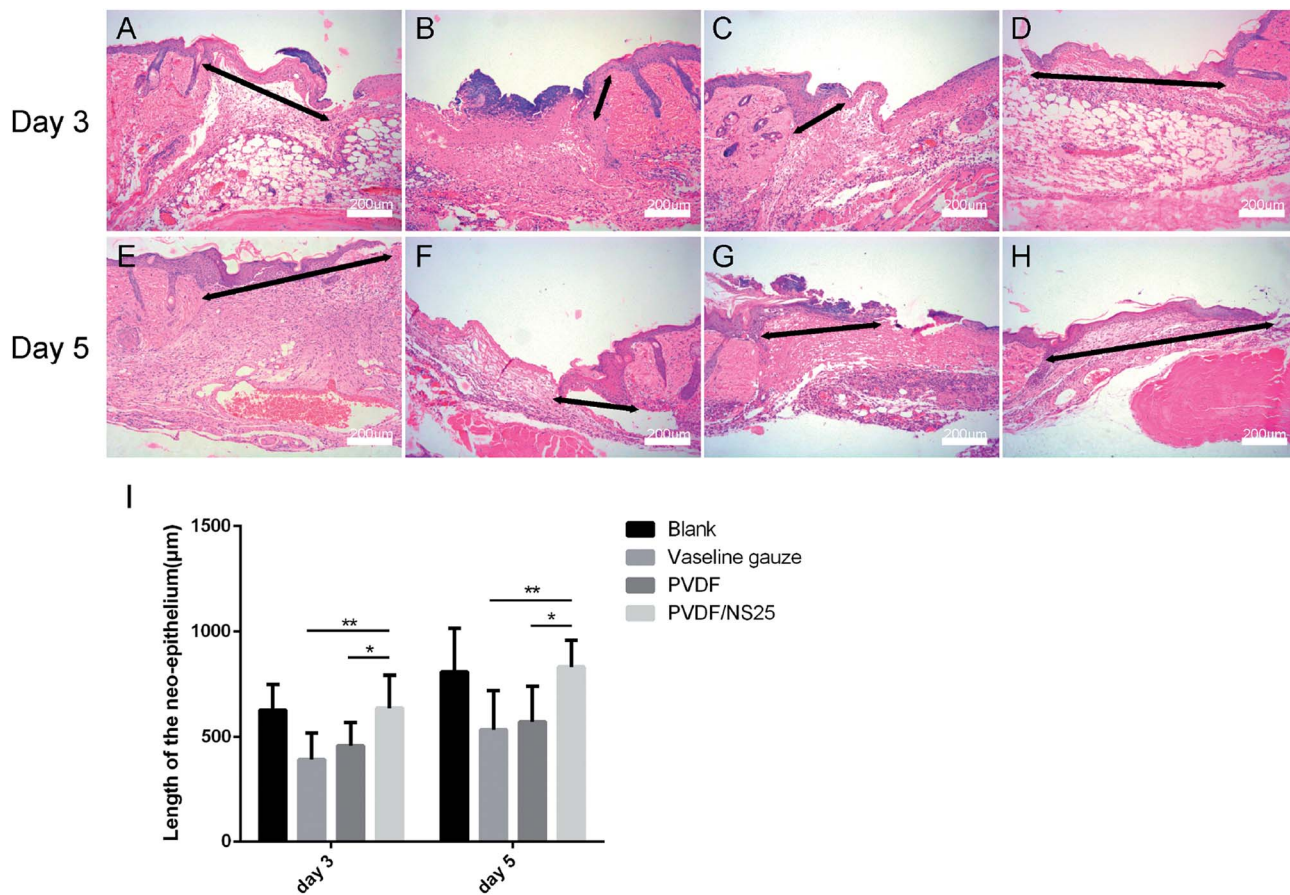 A
B
C
D
Day 3
200μm
200μm
200μm
200μm
E
F
G
H
Day 5
200μm
200μm
200μm
200μm
I
Length of the neo-epithelium(μm)
1500
1000
500
0
**
*
**
*
day 3
day 5
Blank
Vaseline gauze
PVDF
PVDF/NS25